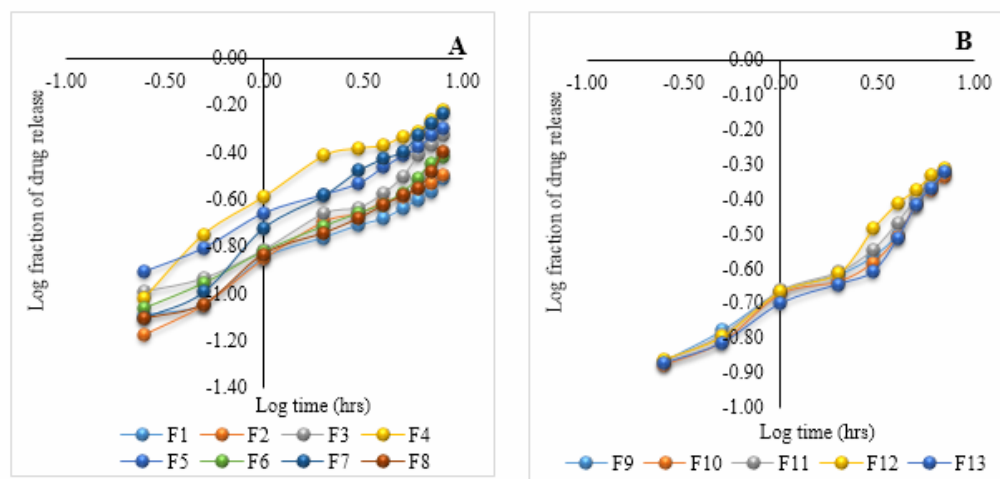 A
0.00
-1.00 -0.50 0.00 0.50 1.00
-0.20
-0.40
-0.60
-0.80
-1.00
-1.20
-1.40
Log fraction of drug release
Log time (hrs)
F1 F2 F3 F4
F5 F6 F7 F8
B
0.00
-1.00 -0.50 0.00 0.50 1.00
-0.10
-0.20
-0.30
-0.40
-0.50
-0.60
-0.70
-0.80
-0.90
-1.00
Log fraction of drug release
Log time (hrs)
F9 F10 F11 F12 F13